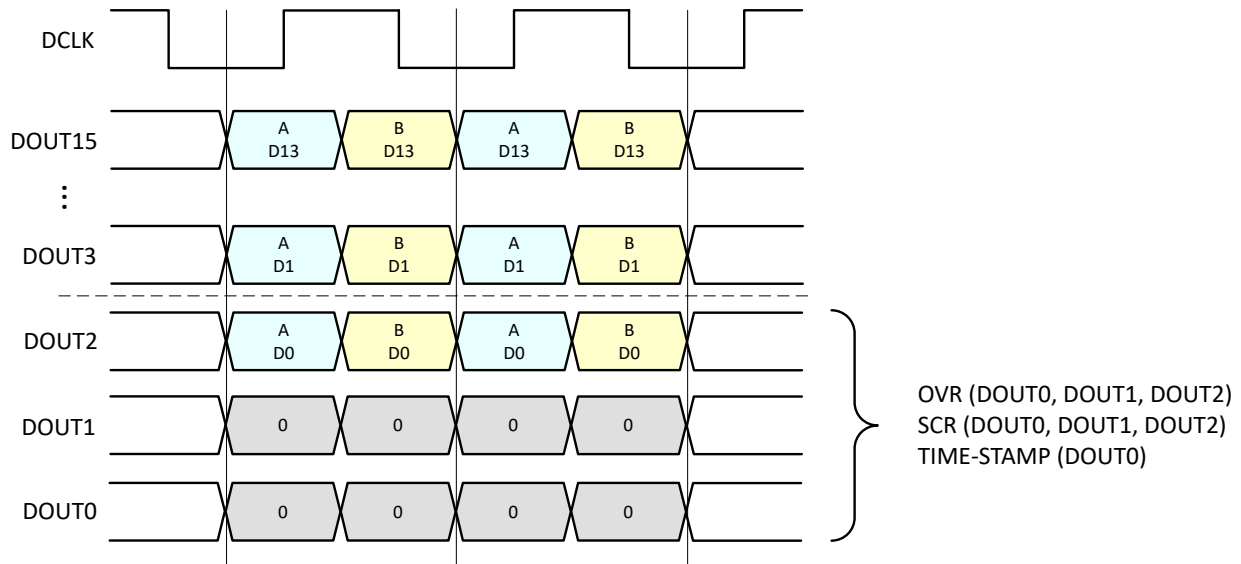 DCLK
DOUT15
A B A B
D13 D13 D13 D13
⋮
DOUT3
A B A B
D1 D1 D1 D1
DOUT2
A B A B
D0 D0 D0 D0
OVR (DOUT0, DOUT1, DOUT2)
SCR (DOUT0, DOUT1, DOUT2)
TIME-STAMP (DOUT0)
DOUT1 0 0 0 0
DOUT0 0 0 0 0